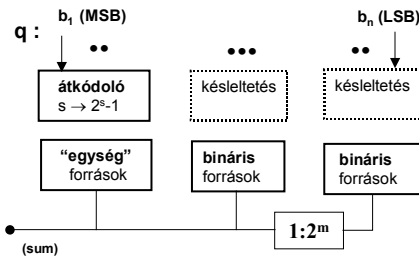 q : b₁ (MSB) bₙ (LSB)
•• ••• ••
átkódoló késleltetés késleltetés
s → 2ˢ-1
“egység” bináris bináris
források források források
1:2ᵐ
(sum)